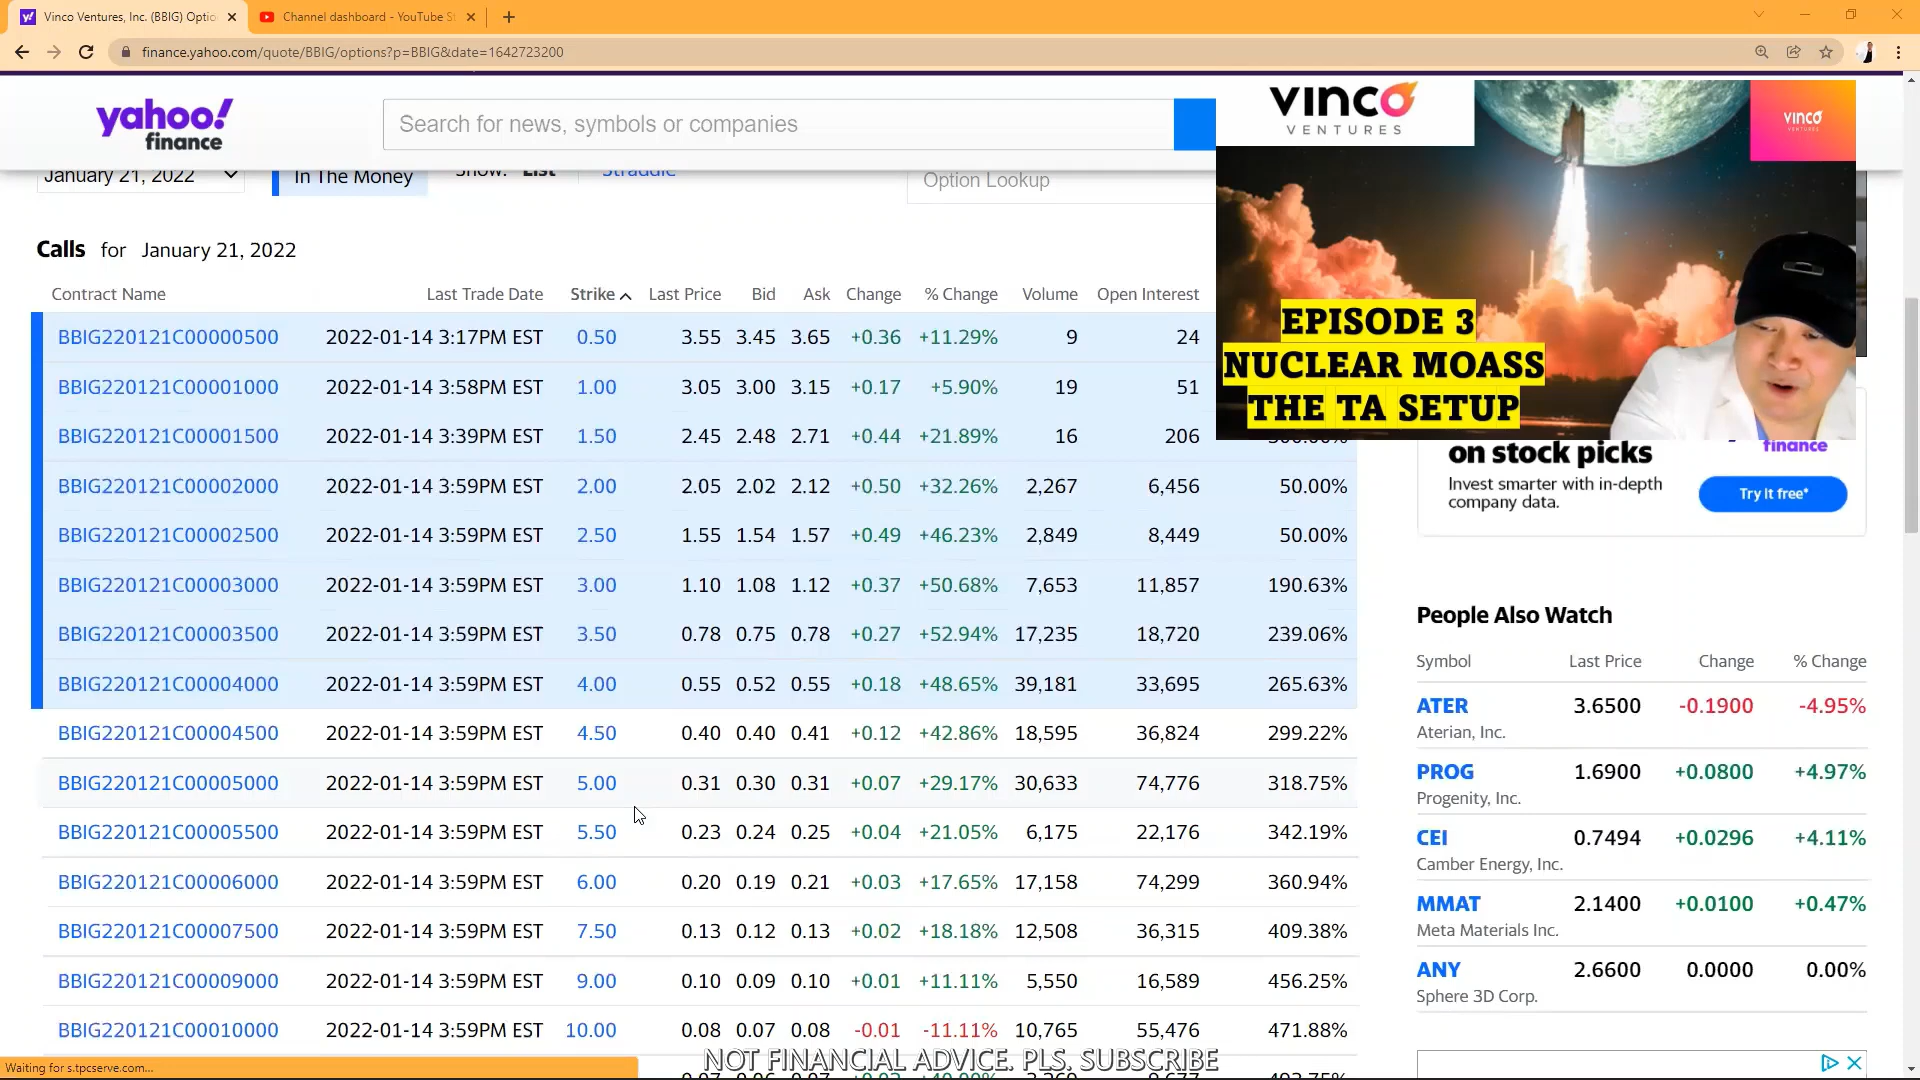 Vinco Ventures, Inc. (BBIG) Optio
Channel dashboard - YouTube St
finance.yahoo.com/quote/BBIG/options?p=BBIG&date=1642723200
yahoo!
finance
Search for news, symbols or companies
VINCO
VENTURES
VINCO
VENTURES
EPISODE 3
NUCLEAR MOASS
THE TA SETUP
January 21, 2022
In The Money
Show: List
Straddle
Option Lookup
Calls for January 21, 2022
Contract Name Last Trade Date Strike Last Price Bid Ask Change % Change Volume Open Interest
BBIG220121C00000500 2022-01-14 3:17PM EST 0.50 3.55 3.45 3.65 +0.36 +11.29% 9 24
BBIG220121C00001000 2022-01-14 3:58PM EST 1.00 3.05 3.00 3.15 +0.17 +5.90% 19 51
BBIG220121C00001500 2022-01-14 3:39PM EST 1.50 2.45 2.48 2.71 +0.44 +21.89% 16 206
BBIG220121C00002000 2022-01-14 3:59PM EST 2.00 2.05 2.02 2.12 +0.50 +32.26% 2,267 6,456 50.00%
BBIG220121C00002500 2022-01-14 3:59PM EST 2.50 1.55 1.54 1.57 +0.49 +46.23% 2,849 8,449 50.00%
BBIG220121C00003000 2022-01-14 3:59PM EST 3.00 1.10 1.08 1.12 +0.37 +50.68% 7,653 11,857 190.63%
BBIG220121C00003500 2022-01-14 3:59PM EST 3.50 0.78 0.75 0.78 +0.27 +52.94% 17,235 18,720 239.06%
BBIG220121C00004000 2022-01-14 3:59PM EST 4.00 0.55 0.52 0.55 +0.18 +48.65% 39,181 33,695 265.63%
BBIG220121C00004500 2022-01-14 3:59PM EST 4.50 0.40 0.40 0.41 +0.12 +42.86% 18,595 36,824 299.22%
BBIG220121C00005000 2022-01-14 3:59PM EST 5.00 0.31 0.30 0.31 +0.07 +29.17% 30,633 74,776 318.75%
BBIG220121C00005500 2022-01-14 3:59PM EST 5.50 0.23 0.24 0.25 +0.04 +21.05% 6,175 22,176 342.19%
BBIG220121C00006000 2022-01-14 3:59PM EST 6.00 0.20 0.19 0.21 +0.03 +17.65% 17,158 74,299 360.94%
BBIG220121C00007500 2022-01-14 3:59PM EST 7.50 0.13 0.12 0.13 +0.02 +18.18% 12,508 36,315 409.38%
BBIG220121C00009000 2022-01-14 3:59PM EST 9.00 0.10 0.09 0.10 +0.01 +11.11% 5,550 16,589 456.25%
BBIG220121C00010000 2022-01-14 3:59PM EST 10.00 0.08 0.07 0.08 -0.01 -11.11% 10,765 55,476 471.88%
finance
on stock picks
Invest smarter with in-depth
company data.
Try it free*
People Also Watch
Symbol Last Price Change % Change
ATER 3.6500 -0.1900 -4.95%
Aterian, Inc.
PROG 1.6900 +0.0800 +4.97%
Progenity, Inc.
CEI 0.7494 +0.0296 +4.11%
Camber Energy, Inc.
MMAT 2.1400 +0.0100 +0.47%
Meta Materials Inc.
ANY 2.6600 0.0000 0.00%
Sphere 3D Corp.
Waiting for s.tpcserve.com...
NOT FINANCIAL ADVICE. PLS. SUBSCRIBE